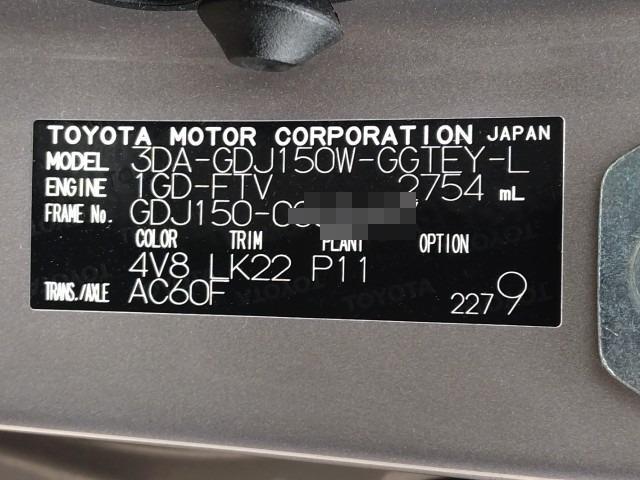 TOYOTA MOTOR CORPORATION JAPAN
MODEL 3DA-GDJ150W-GGTEY-L
ENGINE 1GD-FTV 2754 mL
FRAME No. GDJ150-
COLOR TRIM PLANT OPTION
4V8 LK22 P11
TRANS./AXLE AC60F
2279